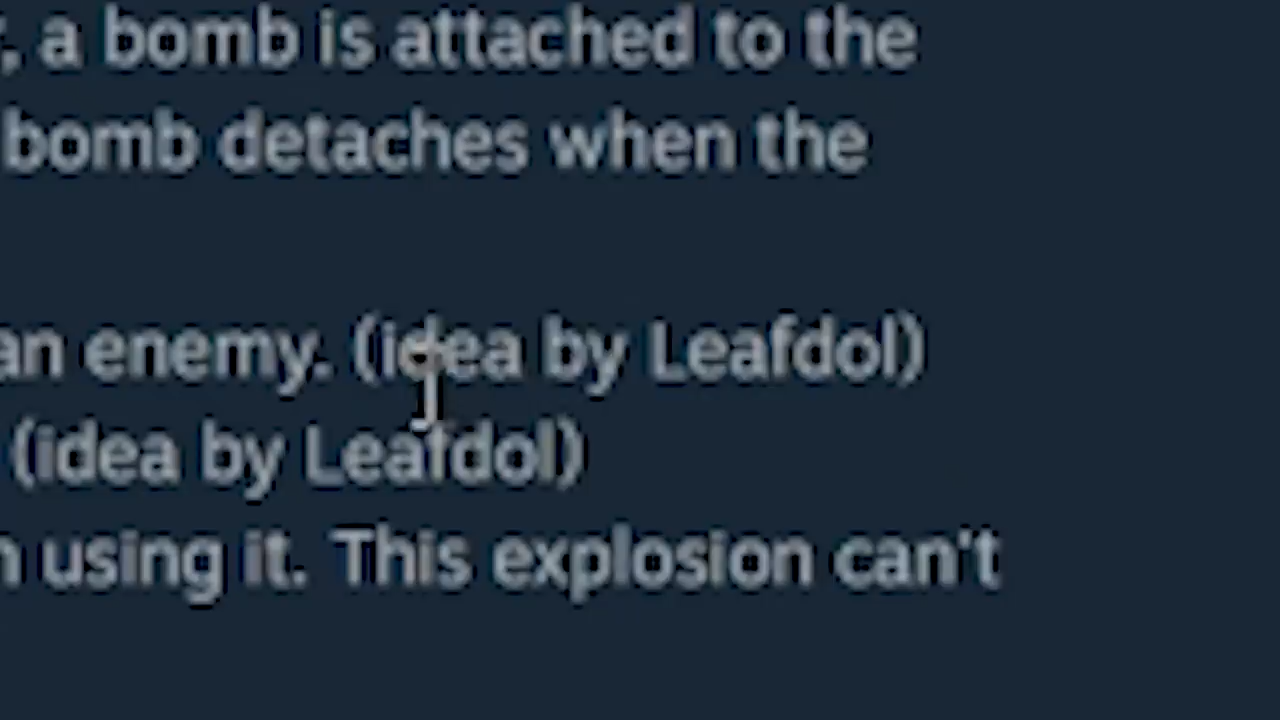 , a bomb is attached to the
bomb detaches when the
an enemy. (idea by Leafdol)
(idea by Leafdol)
using it. This explosion can't